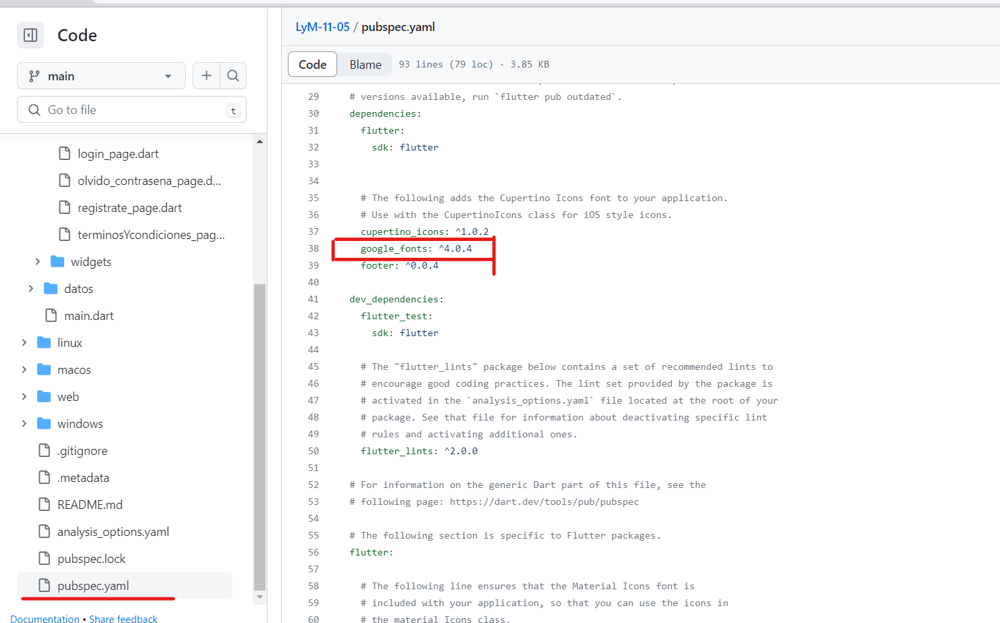 Code
main
Go to file
t
login_page.dart
olvido_contrasena_page.d...
registrate_page.dart
terminosYcondiciones_pag...
widgets
datos
main.dart
linux
macos
web
windows
.gitignore
.metadata
README.md
analysis_options.yaml
pubspec.lock
pubspec.yaml
Documentation • Share feedback
LyM-11-05 / pubspec.yaml
Code Blame 93 lines (79 loc) · 3.85 KB
29 # versions available, run `flutter pub outdated`.
30 dependencies:
31 flutter:
32 sdk: flutter
33
34
35 # The following adds the Cupertino Icons font to your application.
36 # Use with the CupertinoIcons class for iOS style icons.
37 cupertino_icons: ^1.0.2
38 google_fonts: ^4.0.4
39 footer: ^0.0.4
40
41 dev_dependencies:
42 flutter_test:
43 sdk: flutter
44
45 # The "flutter_lints" package below contains a set of recommended lints to
46 # encourage good coding practices. The lint set provided by the package is
47 # activated in the `analysis_options.yaml` file located at the root of your
48 # package. See that file for information about deactivating specific lint
49 # rules and activating additional ones.
50 flutter_lints: ^2.0.0
51
52 # For information on the generic Dart part of this file, see the
53 # following page: https://dart.dev/tools/pub/pubspec
54
55 # The following section is specific to Flutter packages.
56 flutter:
57
58 # The following line ensures that the Material Icons font is
59 # included with your application, so that you can use the icons in
60 # the material Icons class.